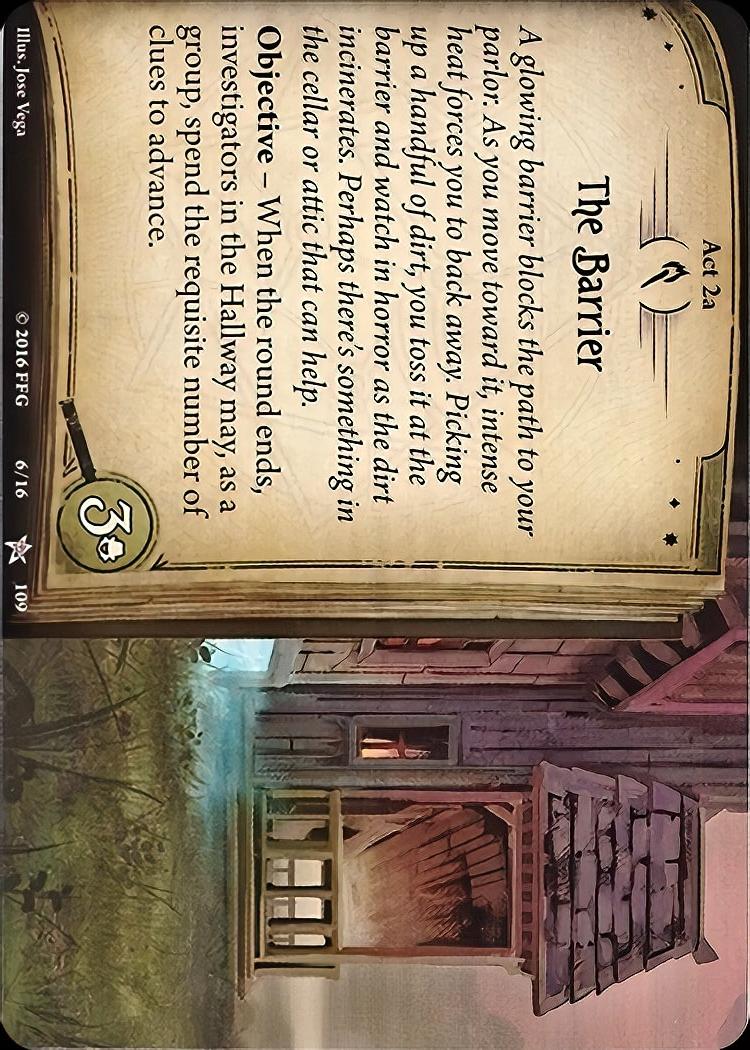 Act 2a
The Barrier
A glowing barrier blocks the path to your
parlor. As you move toward it, intense
heat forces you to back away. Picking
up a handful of dirt, you toss it at the
barrier and watch in horror as the dirt
incinerates. Perhaps there's something in
the cellar or attic that can help.
Objective – When the round ends,
investigators in the Hallway may, as a
group, spend the requisite number of
clues to advance.
3
Illus. Jose Vega
© 2016 FFG
6/16
109